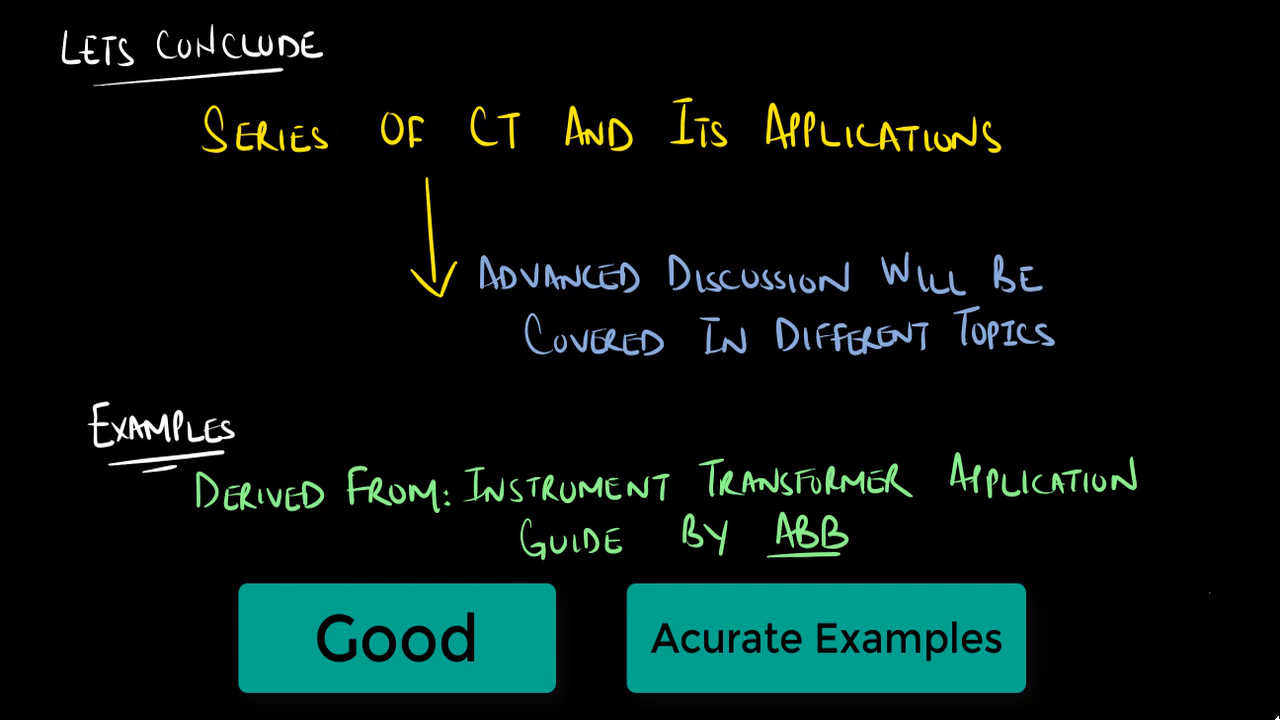 LETS CONCLUDE
SERIES OF CT AND ITS APPLICATIONS
ADVANCED DISCUSSION WILL BE
COVERED IN DIFFERENT TOPICS
EXAMPLES
DERIVED FROM: INSTRUMENT TRANSFORMER APPLICATION
GUIDE BY ABB
Good
Acurate Examples